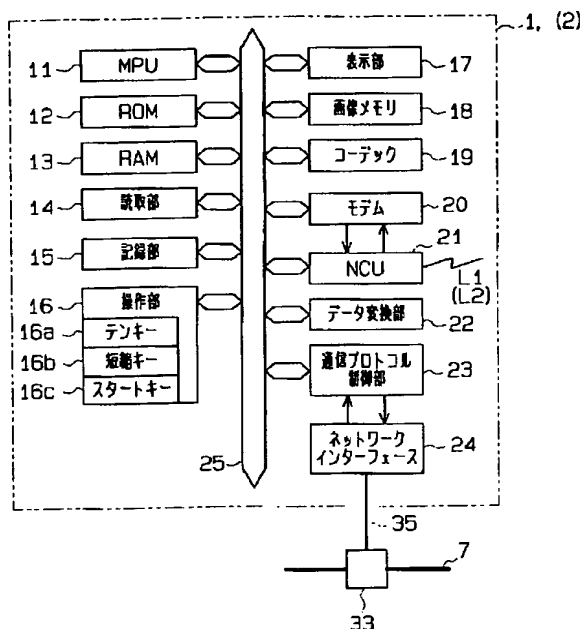 1, (2)
11
MPU
12
ROM
13
RAM
14
読取部
15
記録部
16
操作部
16a
テンキー
16b
短縮キー
16c
スタートキー
25
表示部
17
画像メモリ
18
コーデック
19
モデム
20
21
NCU
L1
(L2)
データ変換部
22
通信プロトコル
制御部
23
ネットワーク
インターフェース
24
35
7
33